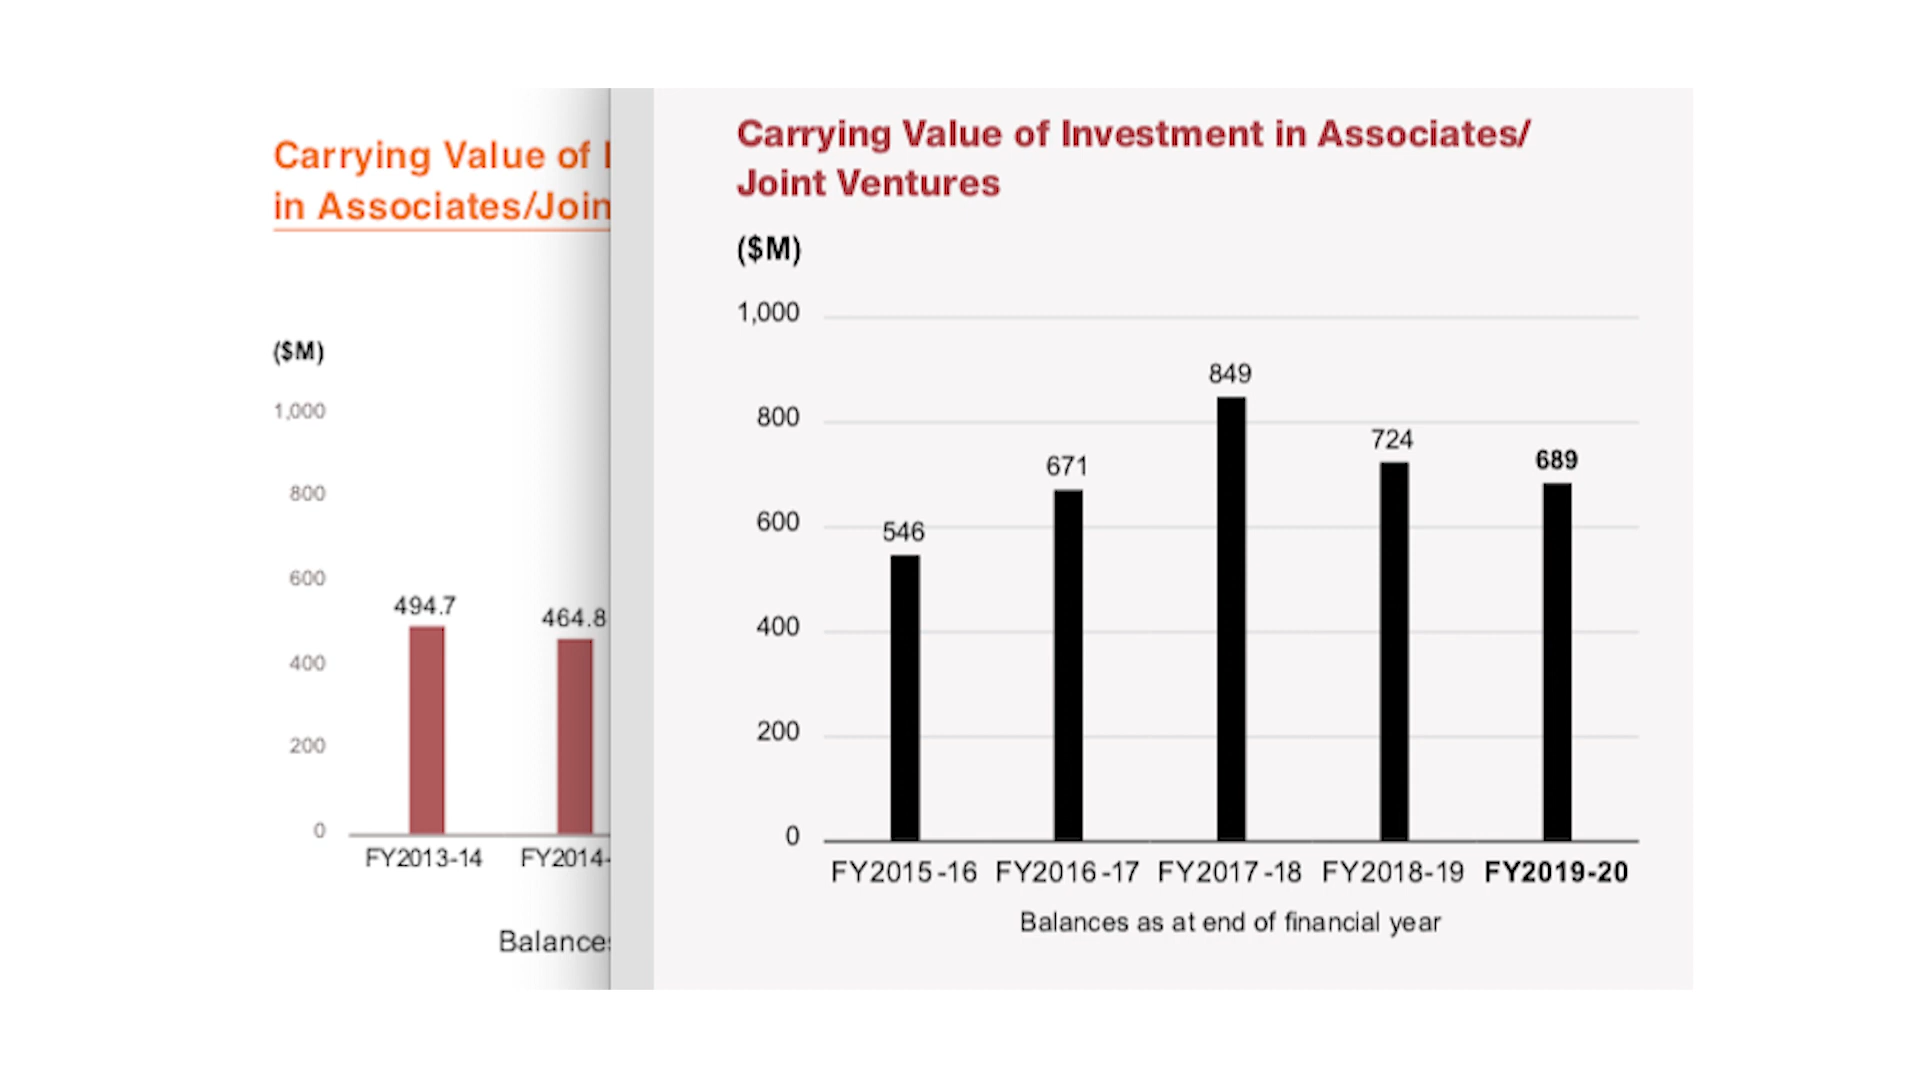 Carrying Value of
in Associates/Join
($M)
1,000
800
600
400
200
0
494.7
464.8
FY2013-14
FY2014-
Balances
Carrying Value of Investment in Associates/
Joint Ventures
($M)
1,000
800
600
400
200
0
546
671
849
724
689
FY2015-16 FY2016-17 FY2017-18 FY2018-19 FY2019-20
Balances as at end of financial year